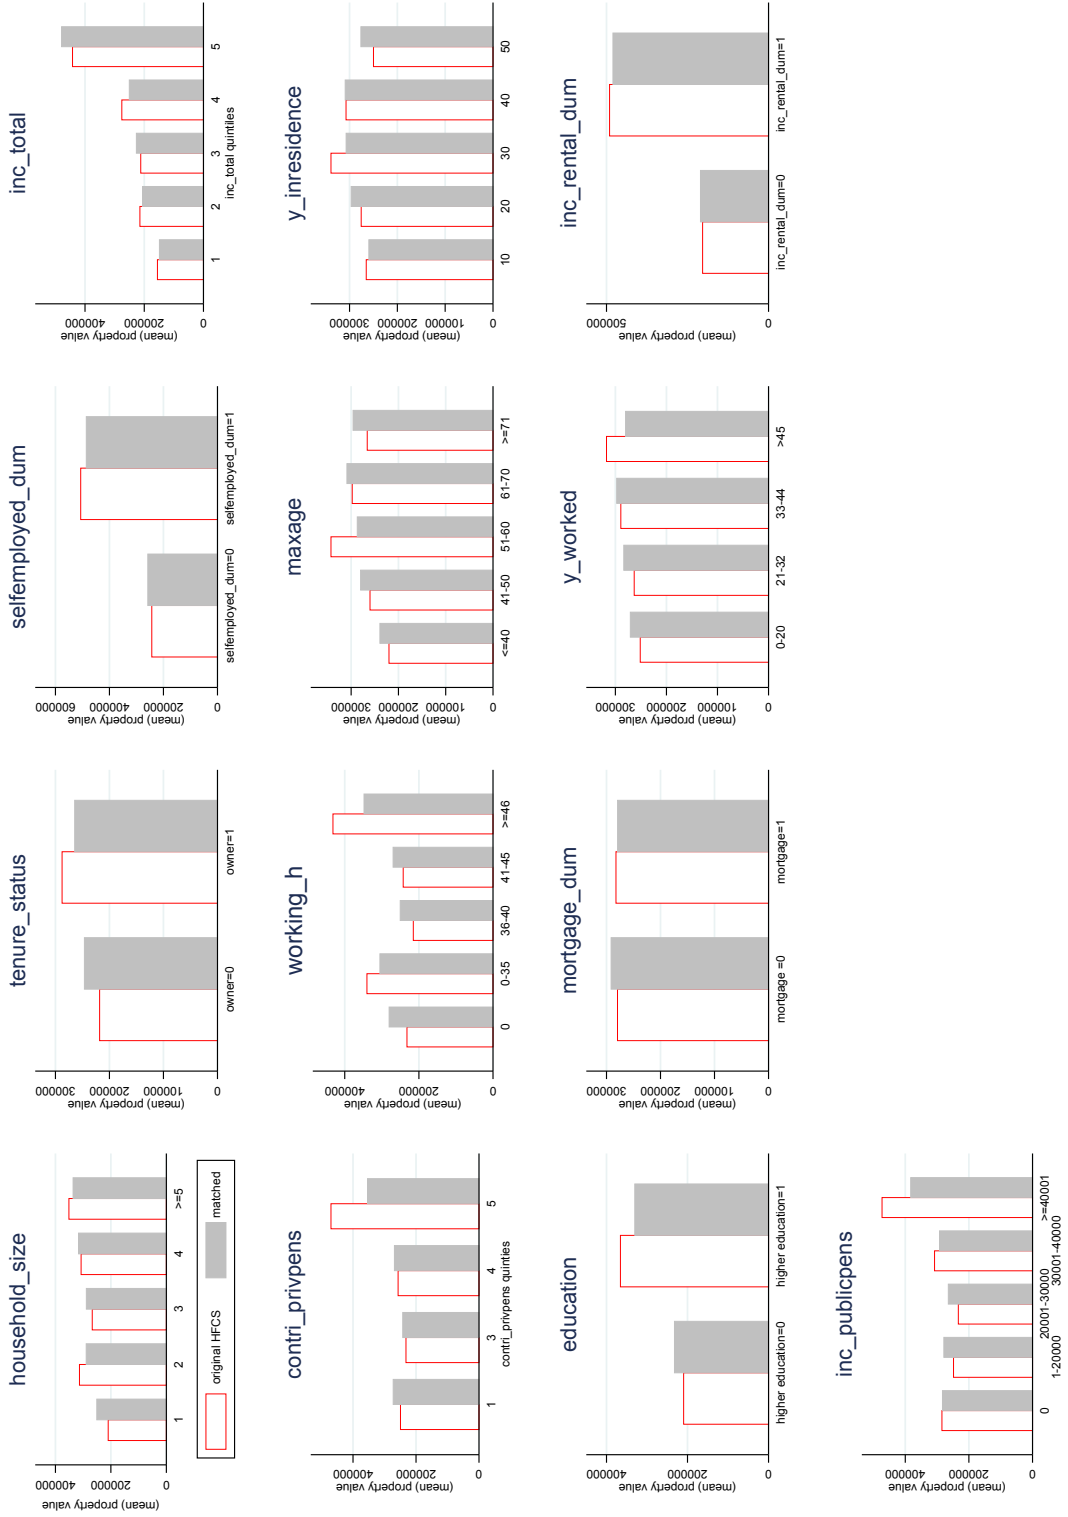 household_size
(mean) property value
400000
200000
0
1
2
3
4
>=5
original HFCS
matched
tenure_status
(mean) property value
300000
200000
100000
0
owner=0
owner=1
selfemployed_dum
(mean) property value
600000
400000
200000
0
selfemployed_dum=0
selfemployed_dum=1
inc_total
(mean) property value
400000
200000
0
1
2
3
4
5
inc_total quintiles
contri_privpens
(mean) property value
400000
200000
0
1
3
4
5
contri_privpens quinties
working_h
(mean) property value
400000
200000
0
0
0-35
36-40
41-45
>=46
maxage
(mean) property value
300000
200000
100000
0
<=40
41-50
51-60
61-70
>=71
y_inresidence
(mean) property value
300000
200000
100000
0
10
20
30
40
50
education
(mean) property value
400000
200000
0
higher education=0
higher education=1
mortgage_dum
(mean) property value
300000
200000
100000
0
mortgage =0
mortgage=1
y_worked
(mean) property value
300000
200000
100000
0
0-20
21-32
33-44
>45
inc_rental_dum
(mean) property value
500000
0
inc_rental_dum=0
inc_rental_dum=1
inc_publicpens
(mean) property value
400000
200000
0
0
1-20000
20001-30000
30001-40000
>=40001